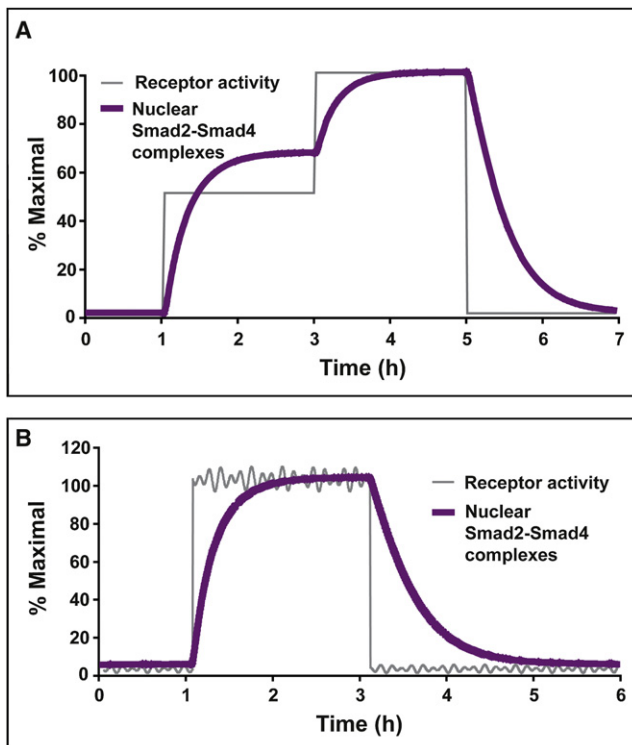 A
100
80
60
40
20
0
% Maximal
Receptor activity
Nuclear
Smad2-Smad4
complexes
0 1 2 3 4 5 6 7
Time (h)
B
120
100
80
60
40
20
0
% Maximal
Receptor activity
Nuclear
Smad2-Smad4
complexes
0 1 2 3 4 5 6
Time (h)